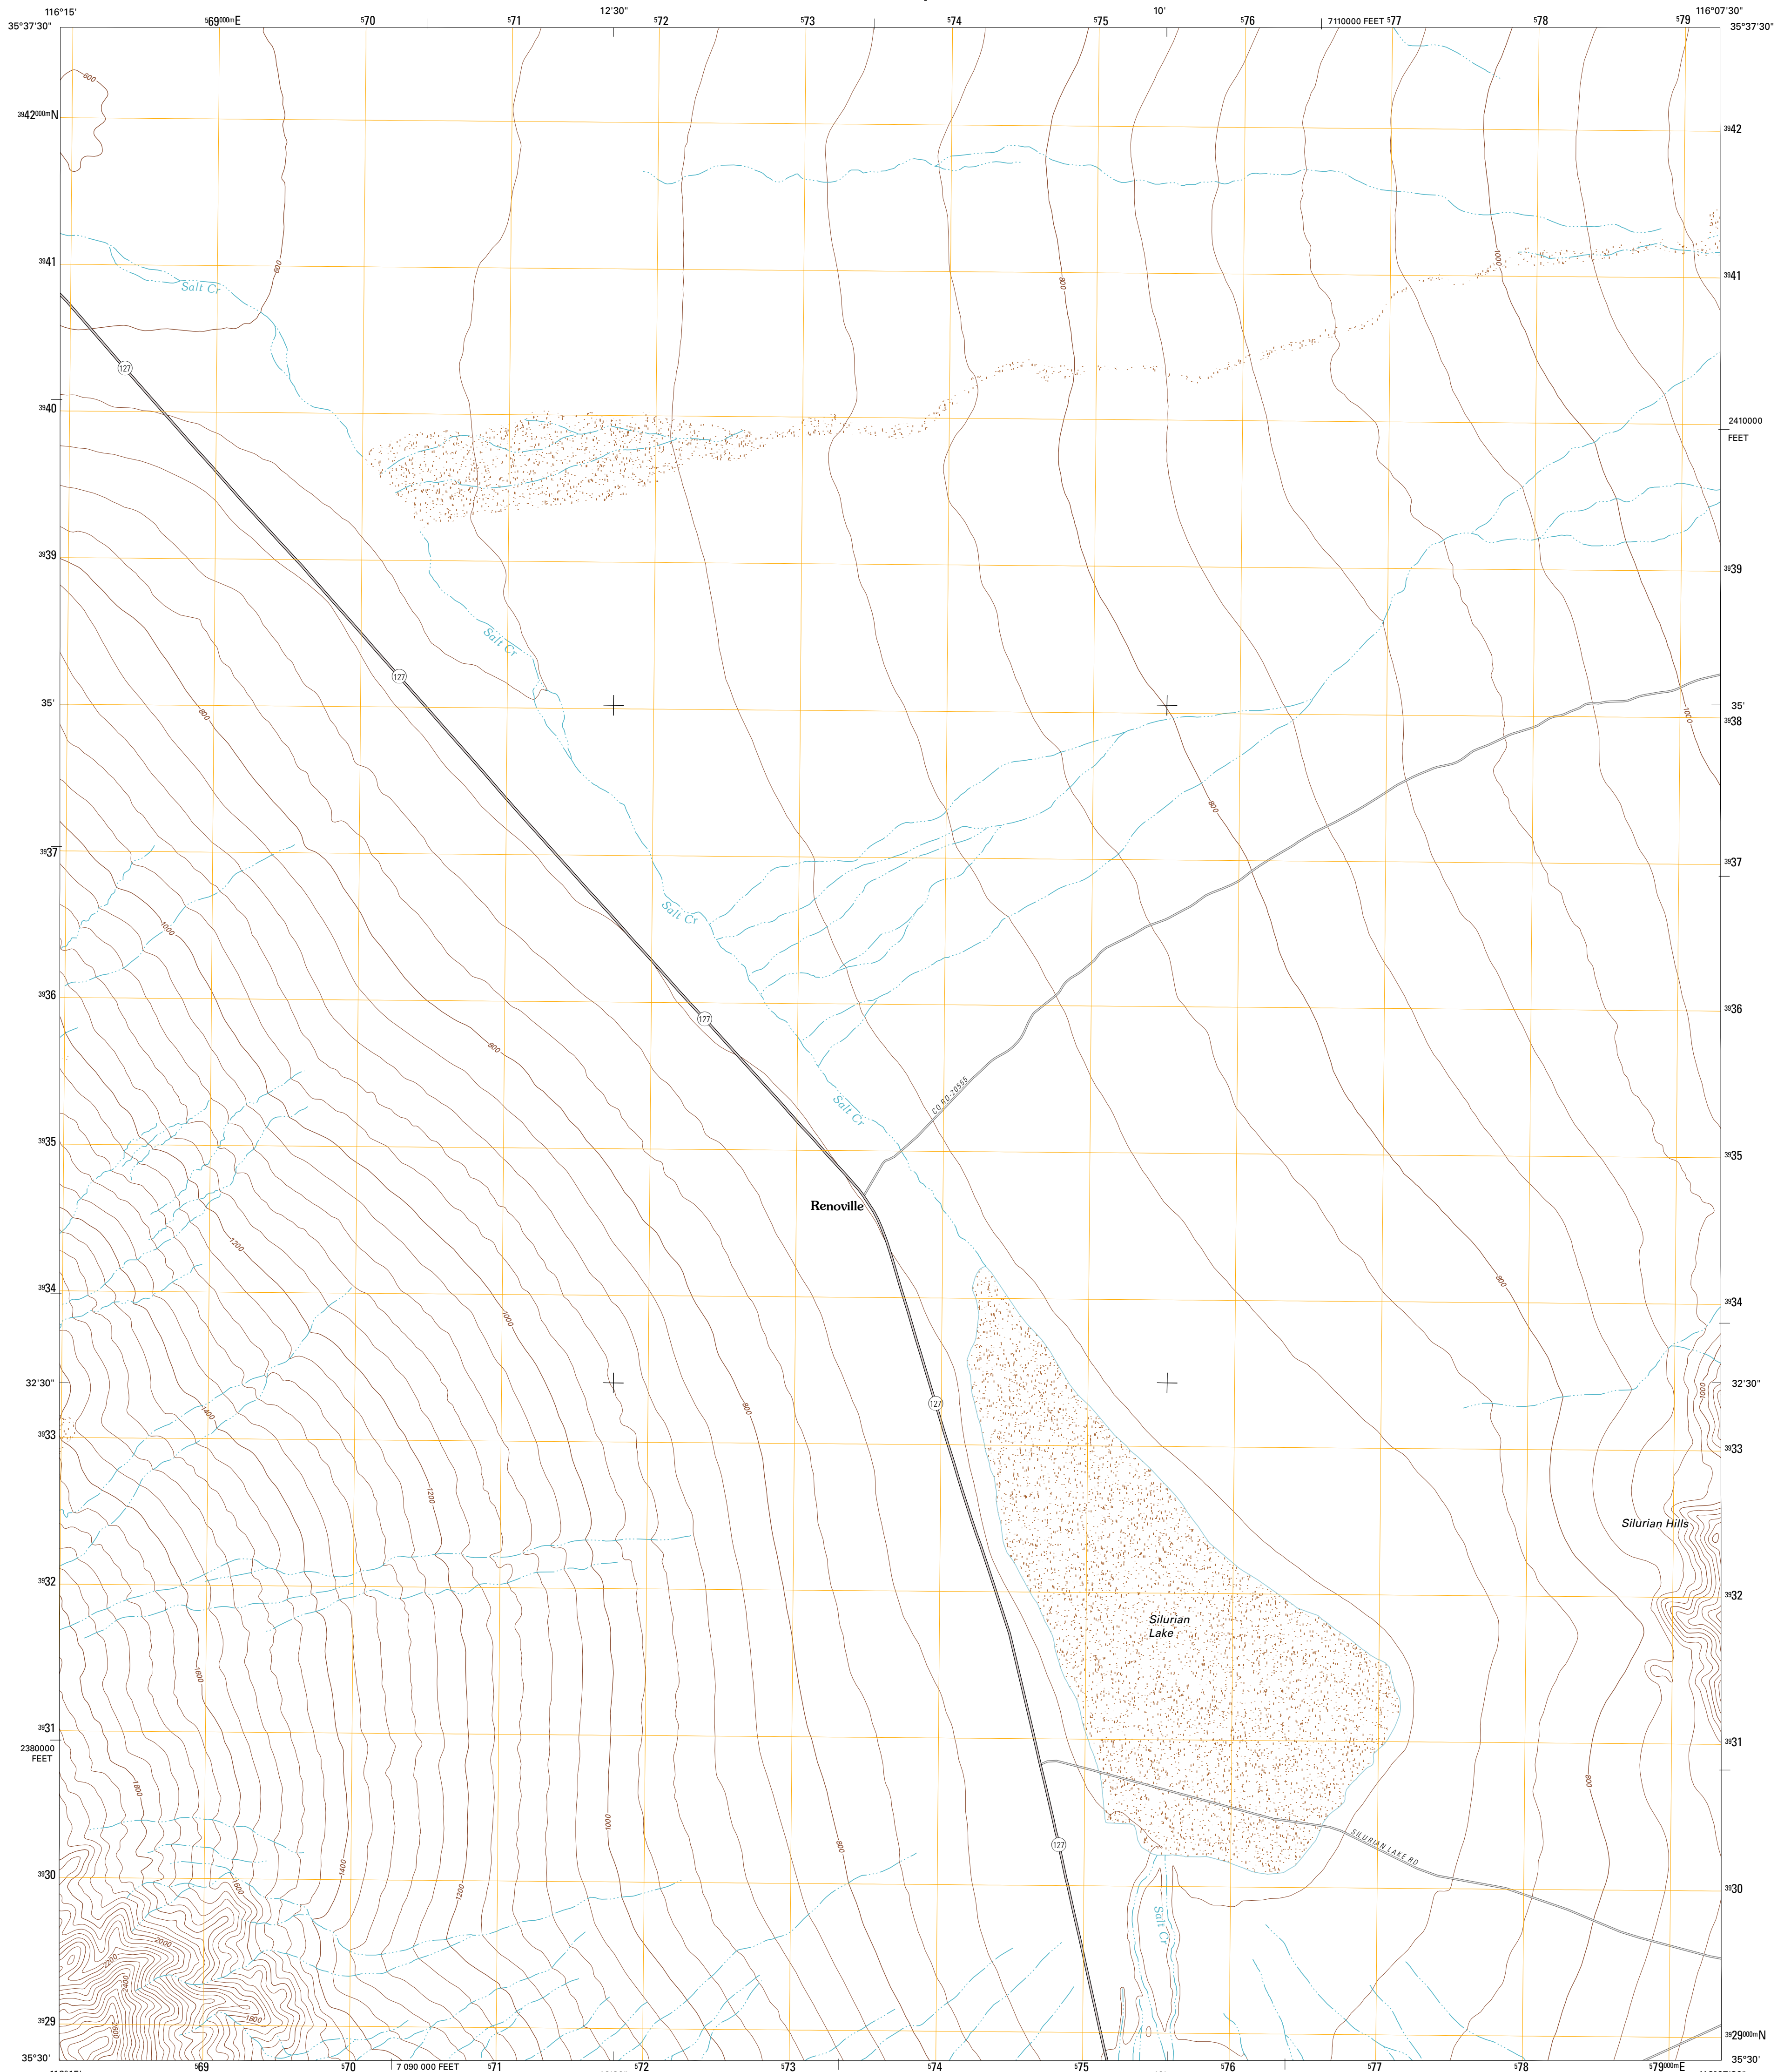 116°15' ⁵69⁰⁰⁰ᵐE ⁵70 ⁵71 12'30" ⁵72 ⁵73 ⁵74 ⁵75 10' ⁵76 7110000 FEET ⁵77 ⁵78 ⁵79 116°07'30"
35°37'30" 35°37'30"
600
³⁹42⁰⁰⁰ᵐN ³⁹42
Salt Cr
³⁹41 600 800 1000 ³⁹41
127
³⁹40 2410000
FEET
³⁹39 ³⁹39
Salt Cr
127
35' 800 1000 35'
³⁹38
800
³⁹37 ³⁹37
1000 Salt Cr
³⁹36 127 ³⁹36
800
CO RD-20555
Salt Cr
³⁹35 ³⁹35
Renoville
1200
800
³⁹34 1000 ³⁹34
32'30" 32'30"
1400 800 127 1000
³⁹33 ³⁹33
1200
Silurian Hills
³⁹32 ³⁹32
Silurian
Lake
1600
³⁹31 ³⁹31
2380000
FEET
1800 800
1000 800 127 SILURIAN LAKE RD
³⁹30 1400 ³⁹30
1600 1200
Salt Cr
2000
2200
2400
1800
2600
³⁹29 ³⁹29⁰⁰⁰ᵐN
35°30' 35°30'
⁵69 ⁵70 7 090 000 FEET ⁵71 ⁵72 ⁵73 ⁵74 ⁵75 ⁵76 ⁵77 ⁵78 ⁵79⁰⁰⁰ᵐE